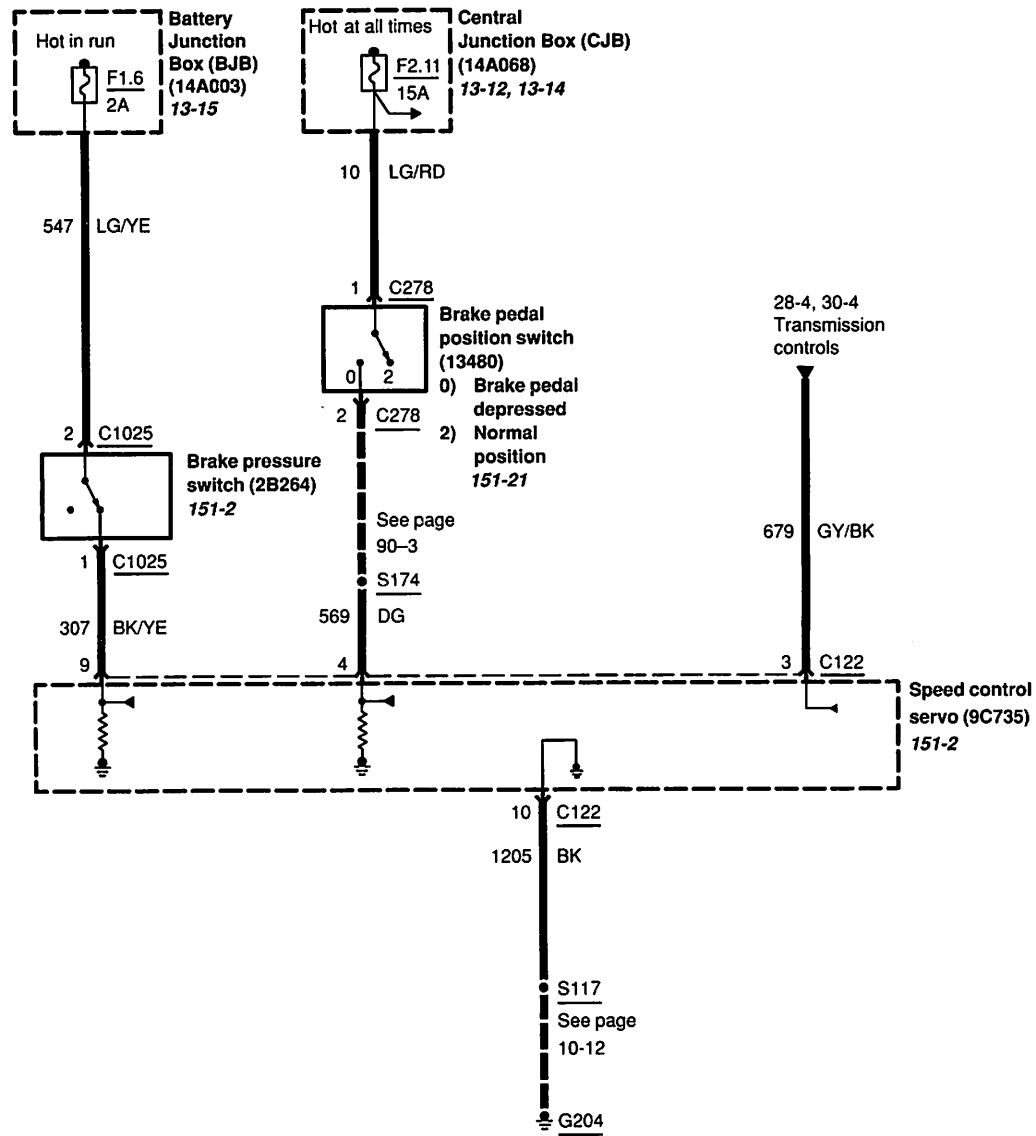 Hot in run
F1.6
2A
Battery
Junction
Box (BJB)
(14A003)
13-15
Hot at all times
F2.11
15A
Central
Junction Box (CJB)
(14A068)
13-12, 13-14
547 LG/YE
10 LG/RD
1 C278
Brake pedal
position switch
(13480)
0) Brake pedal
depressed
2) Normal
position
151-21
0 2
2 C278
28-4, 30-4
Transmission
controls
2 C1025
Brake pressure
switch (2B264)
151-2
1 C1025
See page
90–3
S174
569 DG
679 GY/BK
307 BK/YE
9
4
3 C122
Speed control
servo (9C735)
151-2
10 C122
1205 BK
S117
See page
10-12
G204